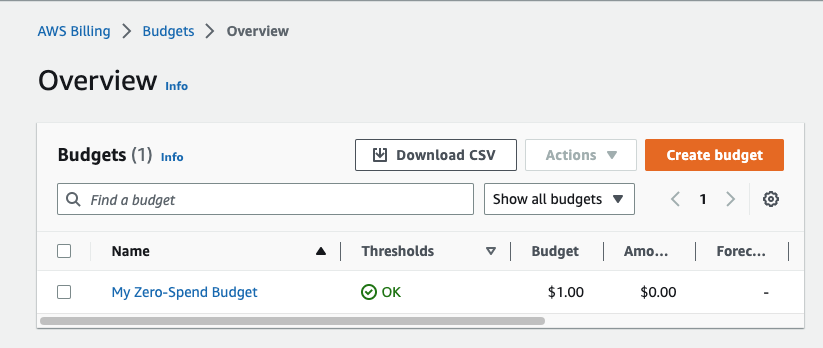 AWS Billing > Budgets > Overview
Overview Info
Budgets (1) Info Download CSV Actions Create budget
Find a budget Show all budgets 1
Name Thresholds Budget Amo... Forec...
My Zero-Spend Budget OK $1.00 $0.00 -